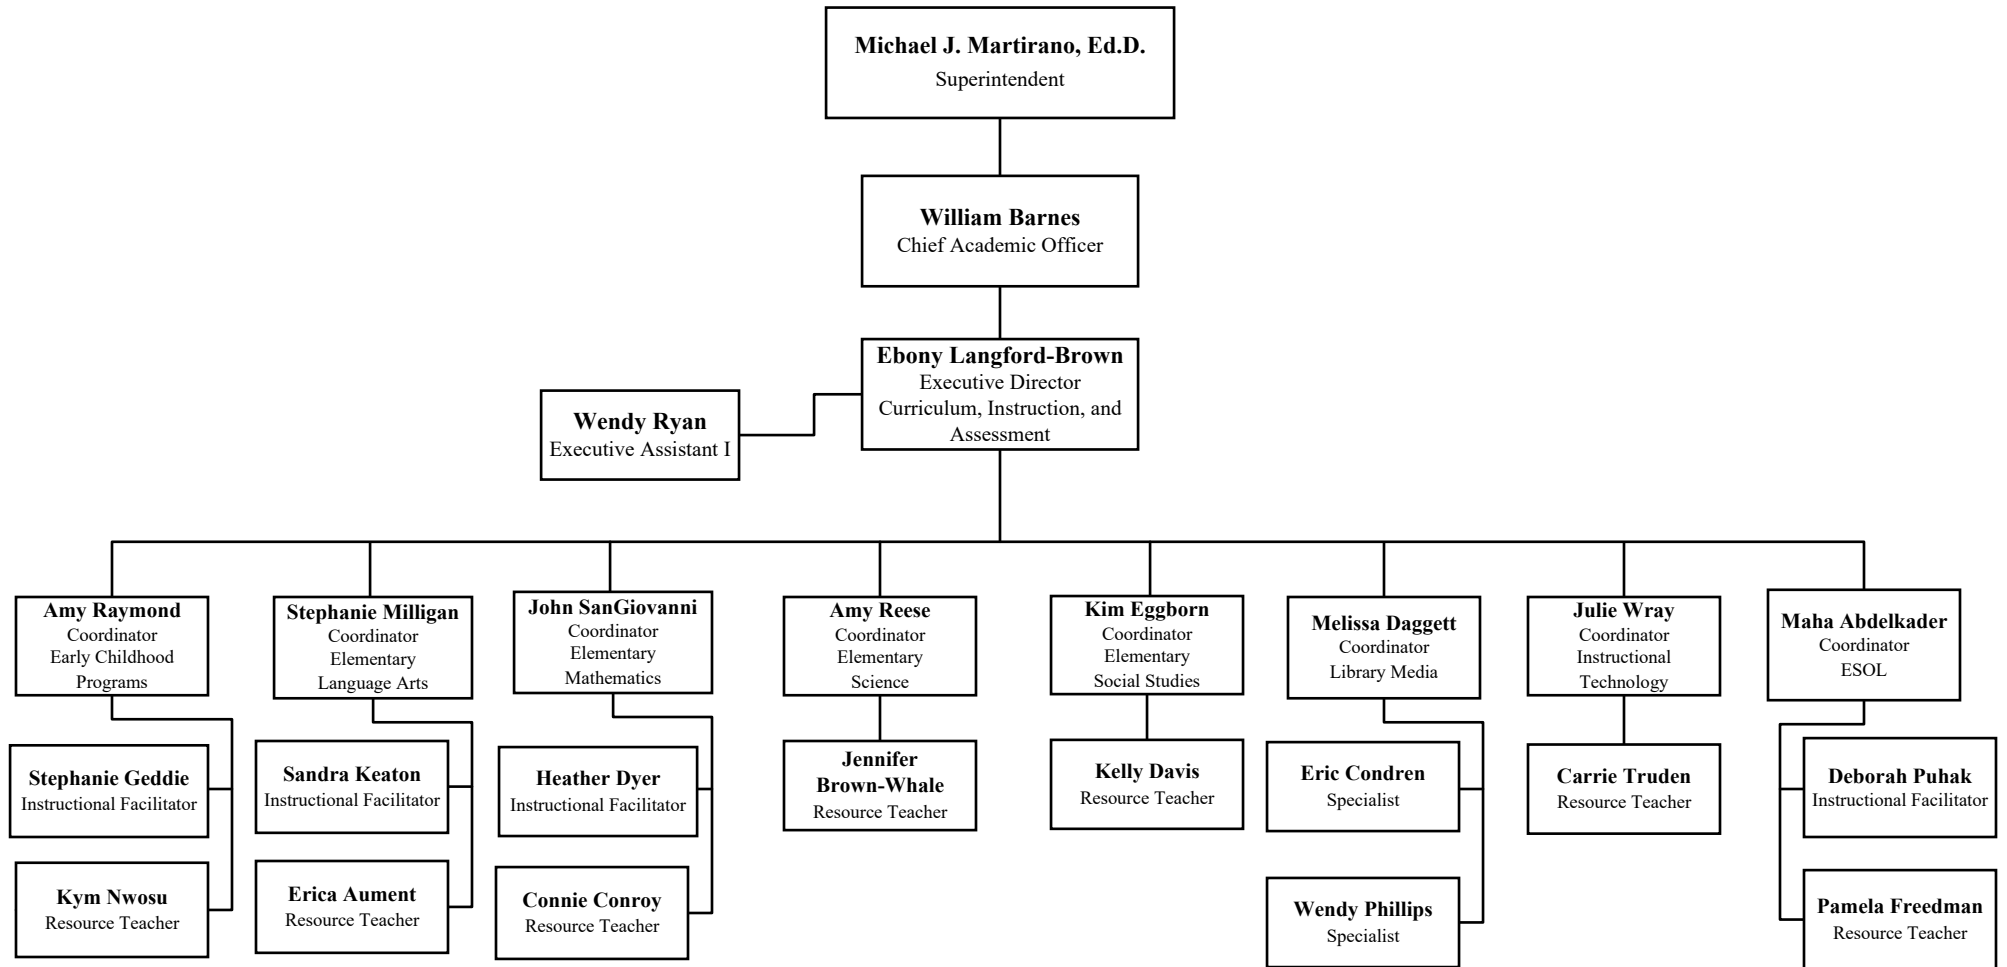 Michael J. Martirano, Ed.D.
Superintendent
William Barnes
Chief Academic Officer
Ebony Langford-Brown
Executive Director
Curriculum, Instruction, and
Assessment
Wendy Ryan
Executive Assistant I
Amy Raymond
Coordinator
Early Childhood
Programs
Stephanie Milligan
Coordinator
Elementary
Language Arts
John SanGiovanni
Coordinator
Elementary
Mathematics
Amy Reese
Coordinator
Elementary
Science
Kim Eggborn
Coordinator
Elementary
Social Studies
Melissa Daggett
Coordinator
Library Media
Julie Wray
Coordinator
Instructional
Technology
Maha Abdelkader
Coordinator
ESOL
Stephanie Geddie
Instructional Facilitator
Sandra Keaton
Instructional Facilitator
Heather Dyer
Instructional Facilitator
Jennifer
Brown-Whale
Resource Teacher
Kelly Davis
Resource Teacher
Eric Condren
Specialist
Carrie Truden
Resource Teacher
Deborah Puhak
Instructional Facilitator
Kym Nwosu
Resource Teacher
Erica Aument
Resource Teacher
Connie Conroy
Resource Teacher
Wendy Phillips
Specialist
Pamela Freedman
Resource Teacher